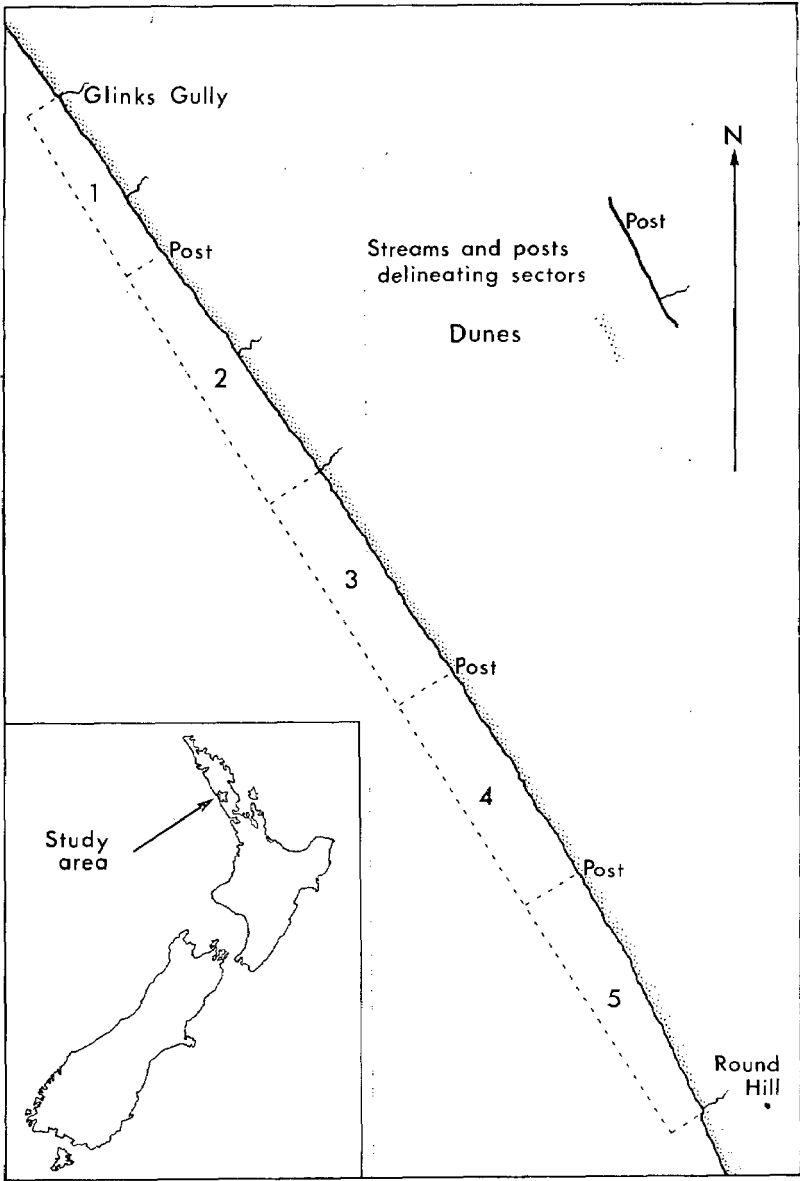 Glinks Gully
N
1
Post
Post
Streams and posts
delineating sectors
Dunes
2
3
Post
4
Study
area
Post
5
Round
Hill